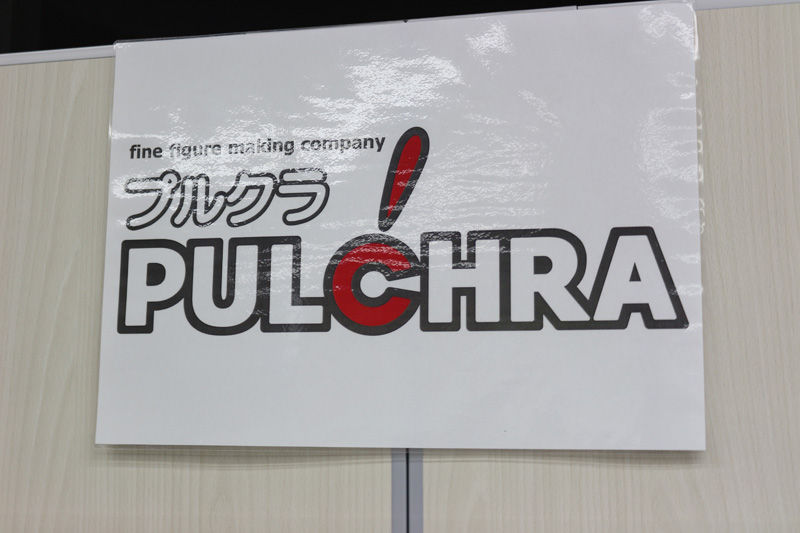 fine figure making company
プルクラ
PULCHRA